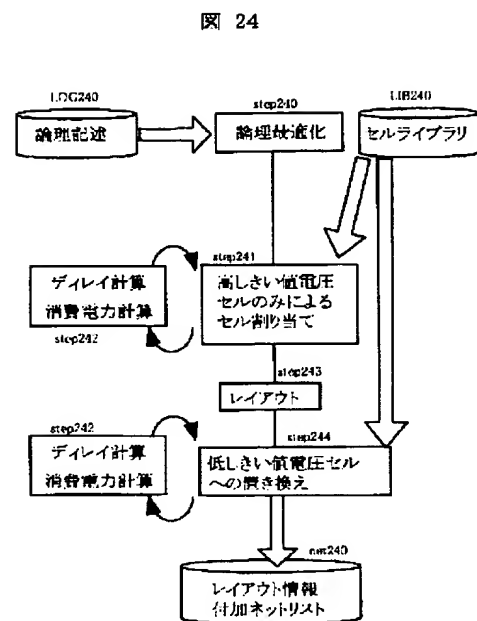 図 24
LOG240
論理記述
step240
論理最適化
LIB240
セルライブラリ
step241
高しきい値電圧
セルのみによる
セル割り当て
ディレイ計算
消費電力計算
step242
step243
レイアウト
step242
ディレイ計算
消費電力計算
step244
低しきい値電圧セル
への置き換え
net240
レイアウト情報
付加ネットリスト